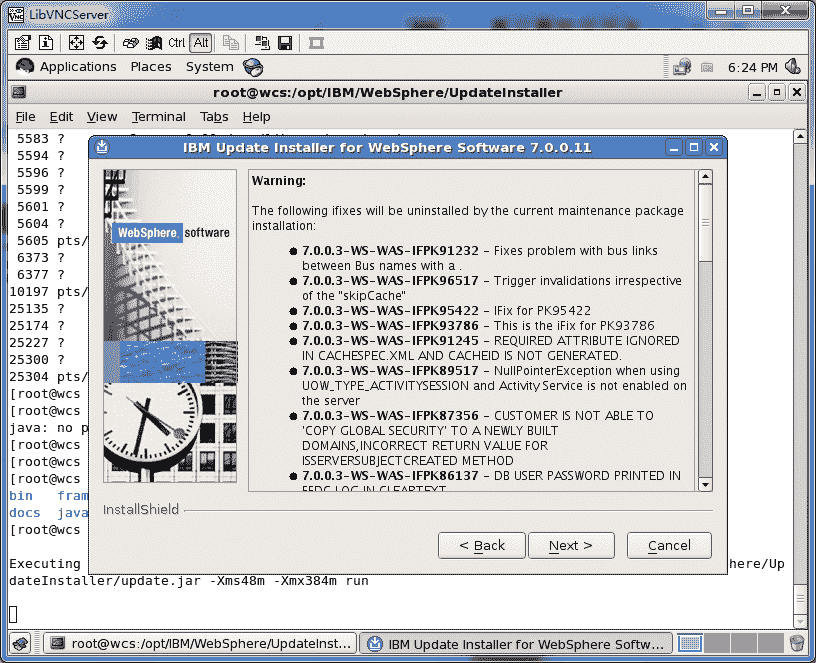 LibVNCServer
Ctrl Alt
Applications Places System 6:24 PM
root@wcs:/opt/IBM/WebSphere/UpdateInstaller
File Edit View Terminal Tabs Help
5583 ?
5594 ?
5596 ?
5599 ?
5601 ?
5604 ?
5605 pts/
6373 ?
6377 ?
10197 pts/
25135 ?
25174 ?
25227 ?
25300 ?
25304 pts/
[root@wcs
[root@wcs
java: no p
[root@wcs
[root@wcs
[root@wcs
bin fram
docs java
[root@wcs
IBM Update Installer for WebSphere Software 7.0.0.11
WebSphere. software
Warning:
The following ifixes will be uninstalled by the current maintenance package
installation:
7.0.0.3-WS-WAS-IFPK91232 - Fixes problem with bus links
between Bus names with a .
7.0.0.3-WS-WAS-IFPK96517 - Trigger invalidations irrespective
of the "skipCache"
7.0.0.3-WS-WAS-IFPK95422 - IFix for PK95422
7.0.0.3-WS-WAS-IFPK93786 - This is the iFix for PK93786
7.0.0.3-WS-WAS-IFPK91245 - REQUIRED ATTRIBUTE IGNORED
IN CACHESPEC.XML AND CACHEID IS NOT GENERATED.
7.0.0.3-WS-WAS-IFPK89517 - NullPointerException when using
UOW_TYPE_ACTIVITYSESSION and Activity Service is not enabled on
the server
7.0.0.3-WS-WAS-IFPK87356 - CUSTOMER IS NOT ABLE TO
'COPY GLOBAL SECURITY' TO A NEWLY BUILT
DOMAINS,INCORRECT RETURN VALUE FOR
ISSERVERSUBJECTCREATED METHOD
7.0.0.3-WS-WAS-IFPK86137 - DB USER PASSWORD PRINTED IN
FFDC LOG IN CLEARTEXT
InstallShield
< Back Next > Cancel
Executing here/Up
dateInstaller/update.jar -Xms48m -Xmx384m run
root@wcs:/opt/IBM/WebSphere/UpdateInst... IBM Update Installer for WebSphere Softw...